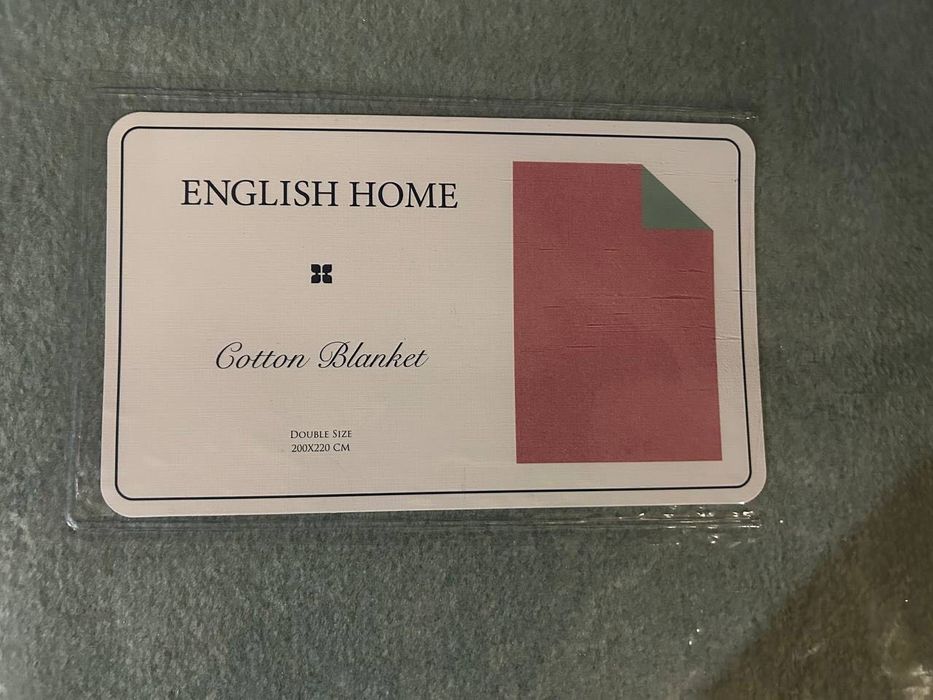 ENGLISH HOME
Cotton Blanket
DOUBLE SIZE
200X220 CM